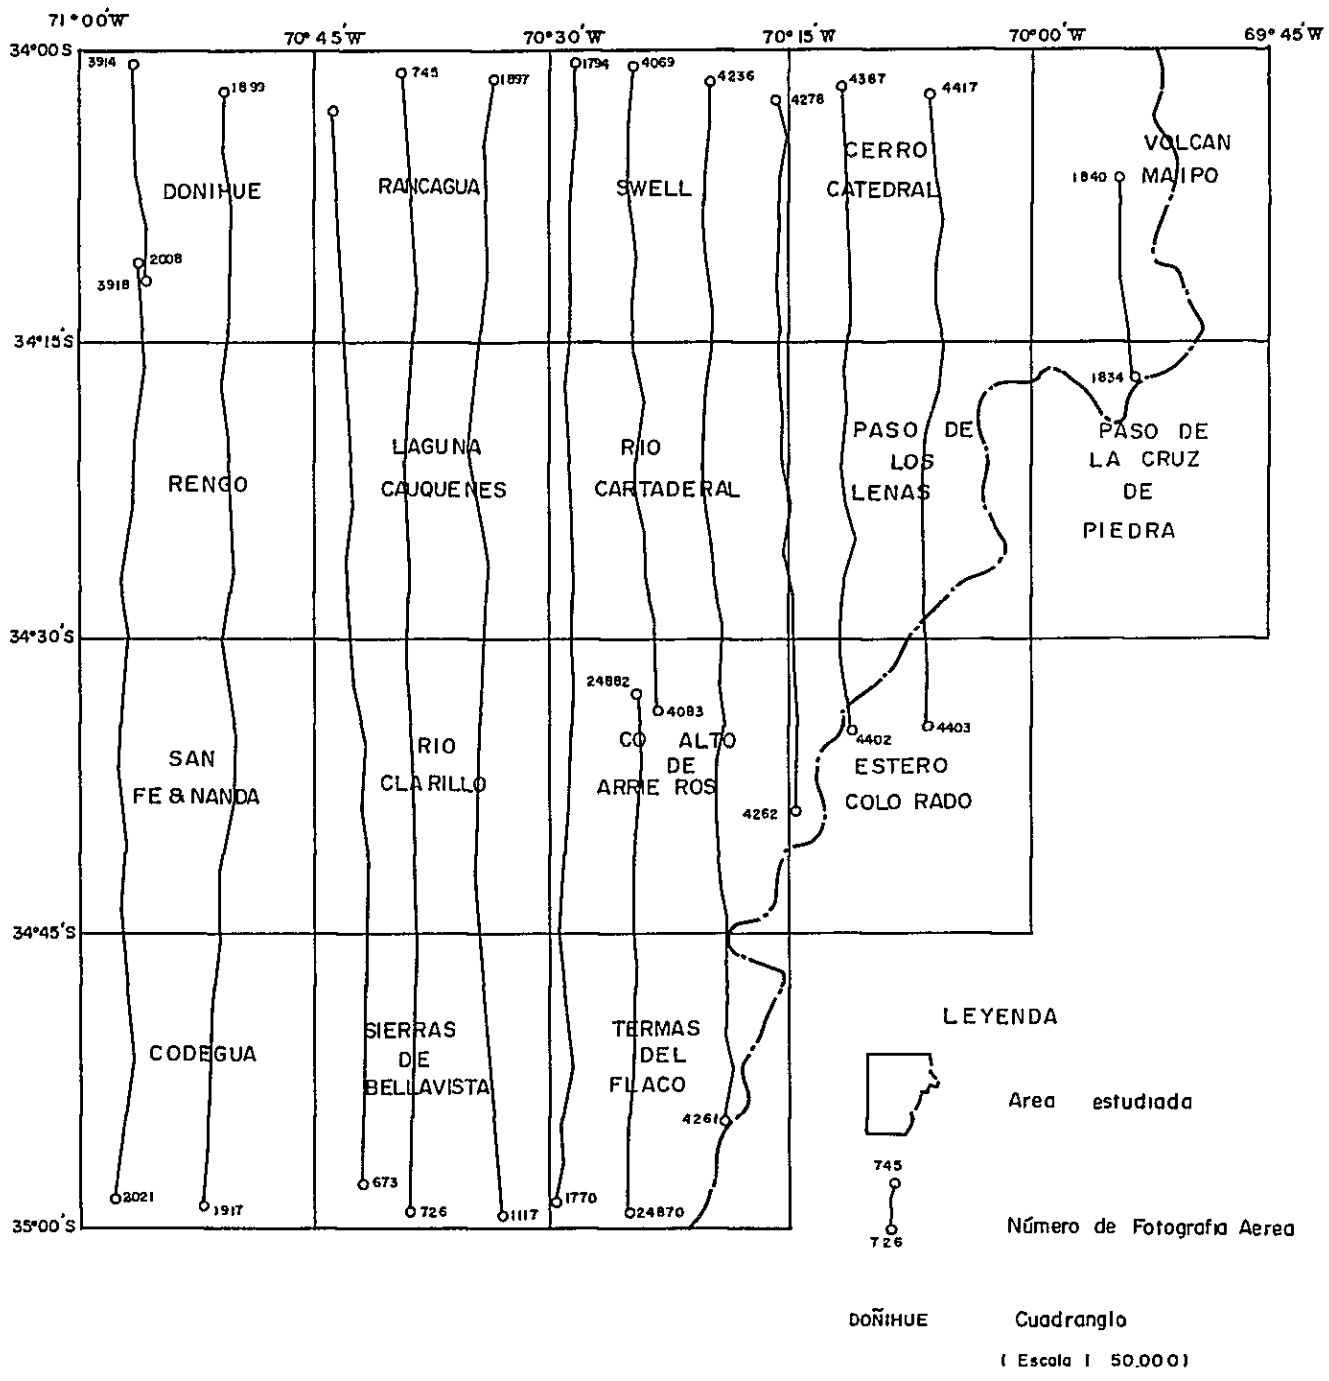 71°00'W
70°45'W
70°30'W
70°15'W
70°00'W
69°45'W
34°00S
3914
1899
745
1897
1794
4069
4236
4278
4387
4417
VOLCAN
MAIPO
1840
CERRO
CATEDRAL
DONIHUE
RANCAGUA
SWELL
2008
3918
34°15'S
1834
RENGO
LAGUNA
CAUQUENES
RIO
CARTADERAL
PASO DE
LOS
LENAS
PASO DE
LA CRUZ
DE
PIEDRA
34°30'S
24882
4083
4402
4403
SAN
FE&NANDA
RIO
CLARILLO
CO ALTO
DE
ARRIE ROS
4262
ESTERO
COLO RADO
34°45'S
CODEGUA
SIERRAS
DE
BELLAVISTA
TERMAS
DEL
FLACO
4261
2021
1917
673
726
1117
1770
24870
35°00'S
LEYENDA
Area estudiada
745
726
Número de Fotografia Aerea
DOÑIHUE Cuadranglo
( Escala 1 50.000)